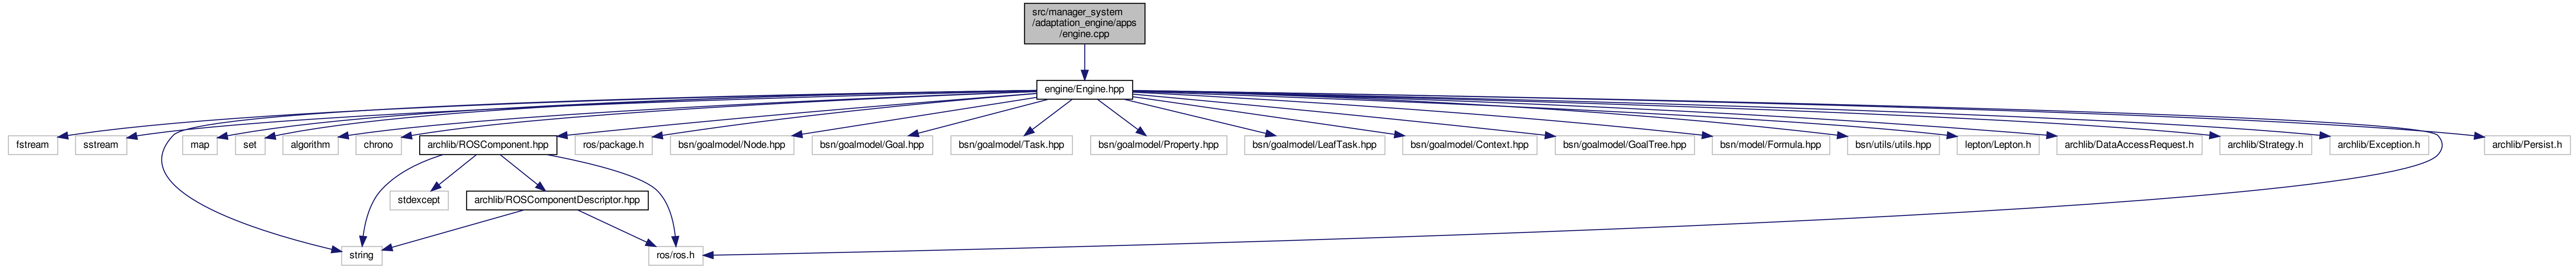 src/manager_system
/adaptation_engine/apps
/engine.cpp
engine/Engine.hpp
fstream
sstream
map
set
algorithm
chrono
archlib/ROSComponent.hpp
ros/package.h
bsn/goalmodel/Node.hpp
bsn/goalmodel/Goal.hpp
bsn/goalmodel/Task.hpp
bsn/goalmodel/Property.hpp
bsn/goalmodel/LeafTask.hpp
bsn/goalmodel/Context.hpp
bsn/goalmodel/GoalTree.hpp
bsn/model/Formula.hpp
bsn/utils/utils.hpp
lepton/Lepton.h
archlib/DataAccessRequest.h
archlib/Strategy.h
archlib/Exception.h
archlib/Persist.h
stdexcept
archlib/ROSComponentDescriptor.hpp
string
ros/ros.h